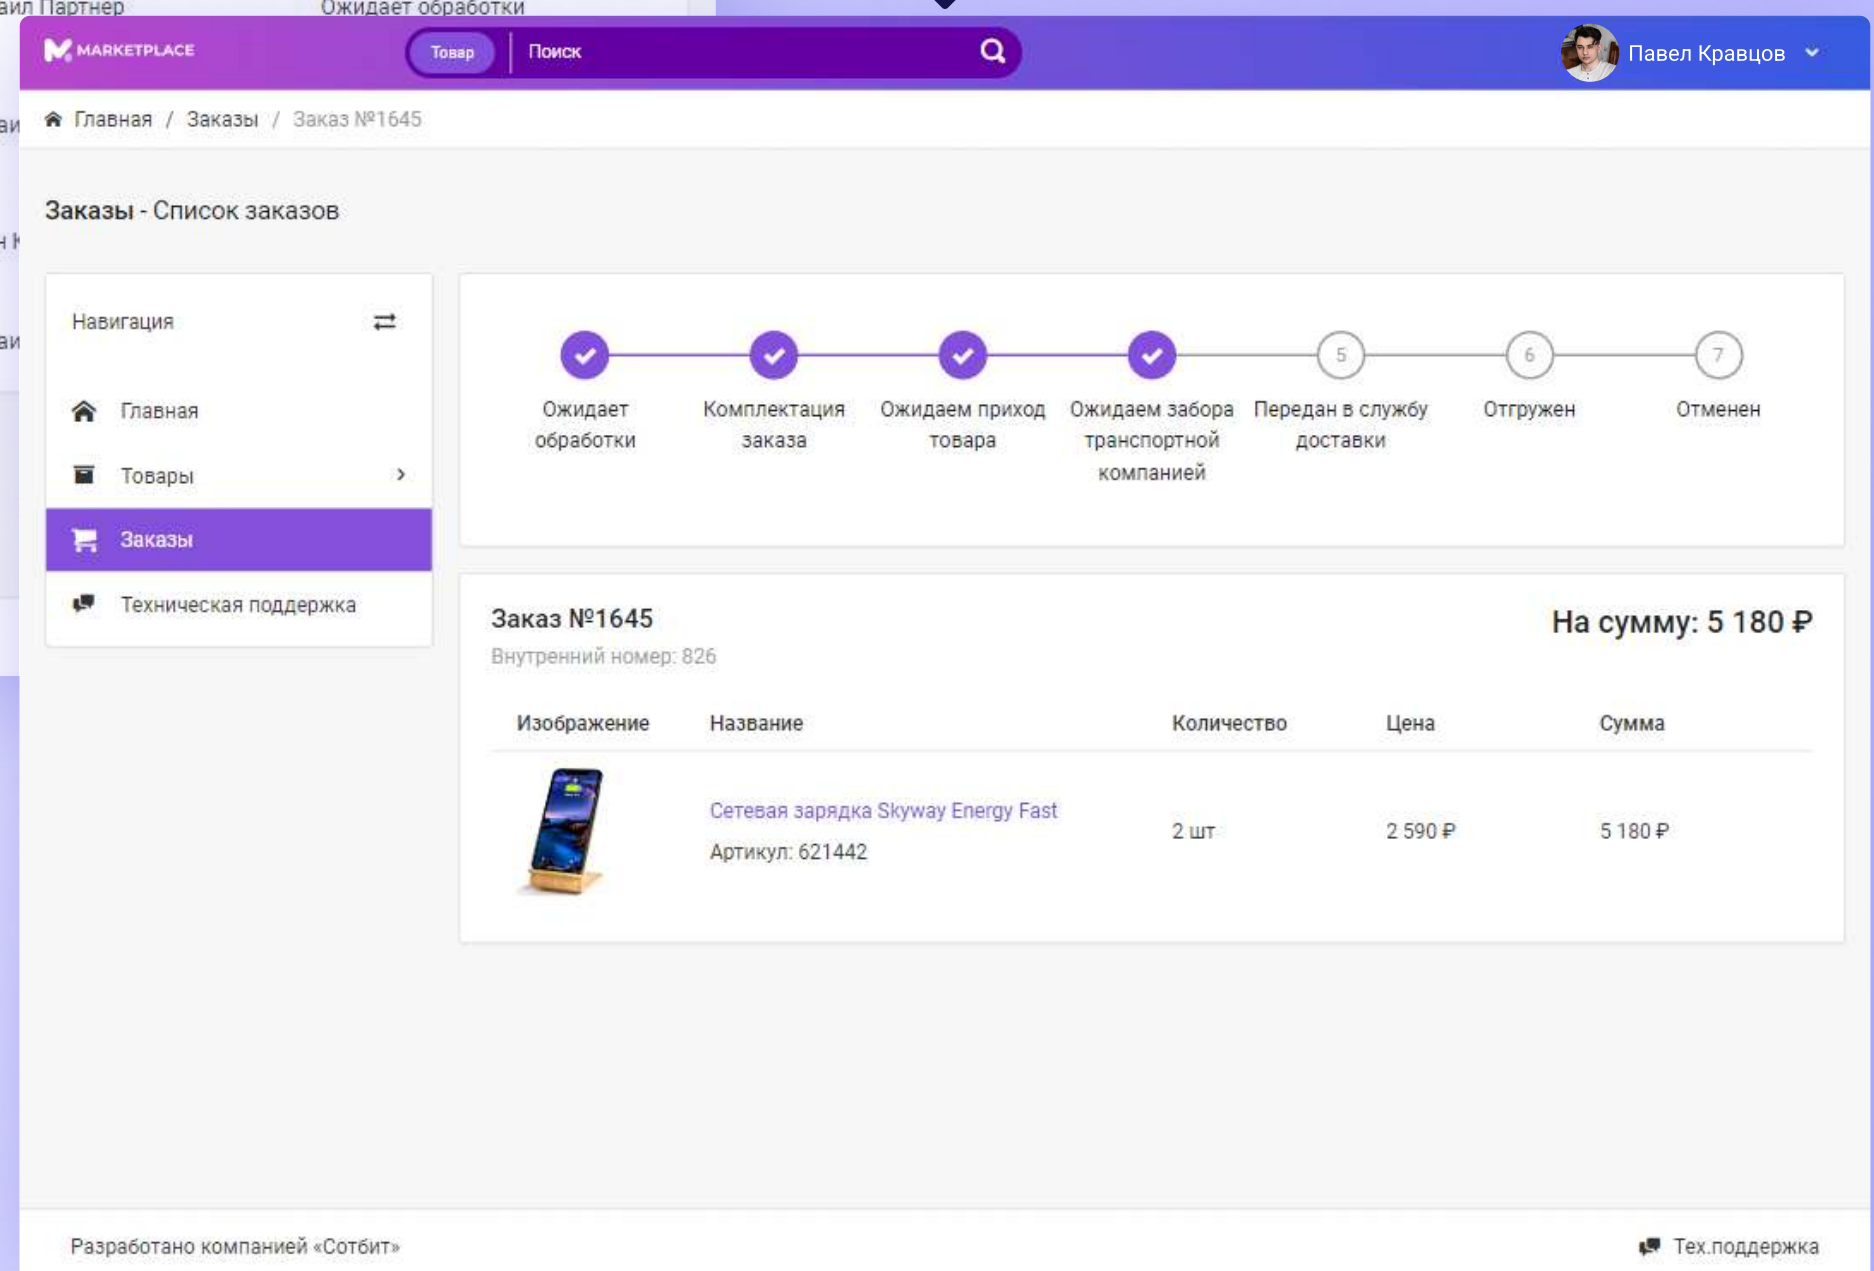 Партнер
Ожидает обработки
MARKETPLACE
Товар
Поиск
Павел Кравцов
Главная / Заказы / Заказ №1645
Заказы - Список заказов
Навигация
Главная
Товары
Заказы
Техническая поддержка
Ожидает
обработки
Комплектация
заказа
Ожидаем приход
товара
Ожидаем забора
транспортной
компанией
5
Передан в службу
доставки
6
Отгружен
7
Отменен
Заказ №1645
На сумму: 5 180 ₽
Внутренний номер: 826
Изображение Название Количество Цена Сумма
Сетевая зарядка Skyway Energy Fast
Артикул: 621442
2 шт 2 590 ₽ 5 180 ₽
Разработано компанией «Сотбит»
Тех.поддержка